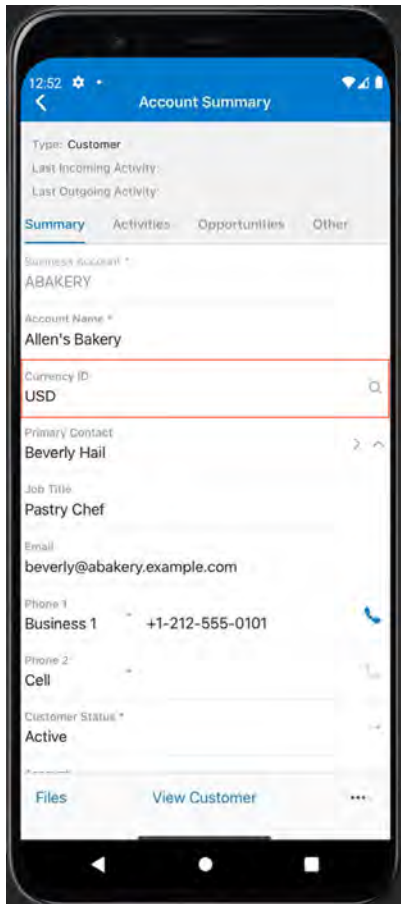 12:52
Account Summary
Type: Customer
Last Incoming Activity:
Last Outgoing Activity:
Summary Activities Opportunities Other
Business Account *
ABAKERY
Account Name *
Allen's Bakery
Currency ID
USD
Primary Contact
Beverly Hail
Job Title
Pastry Chef
Email
beverly@abakery.example.com
Phone 1
Business 1 +1-212-555-0101
Phone 2
Cell
Customer Status *
Active
Files View Customer ...